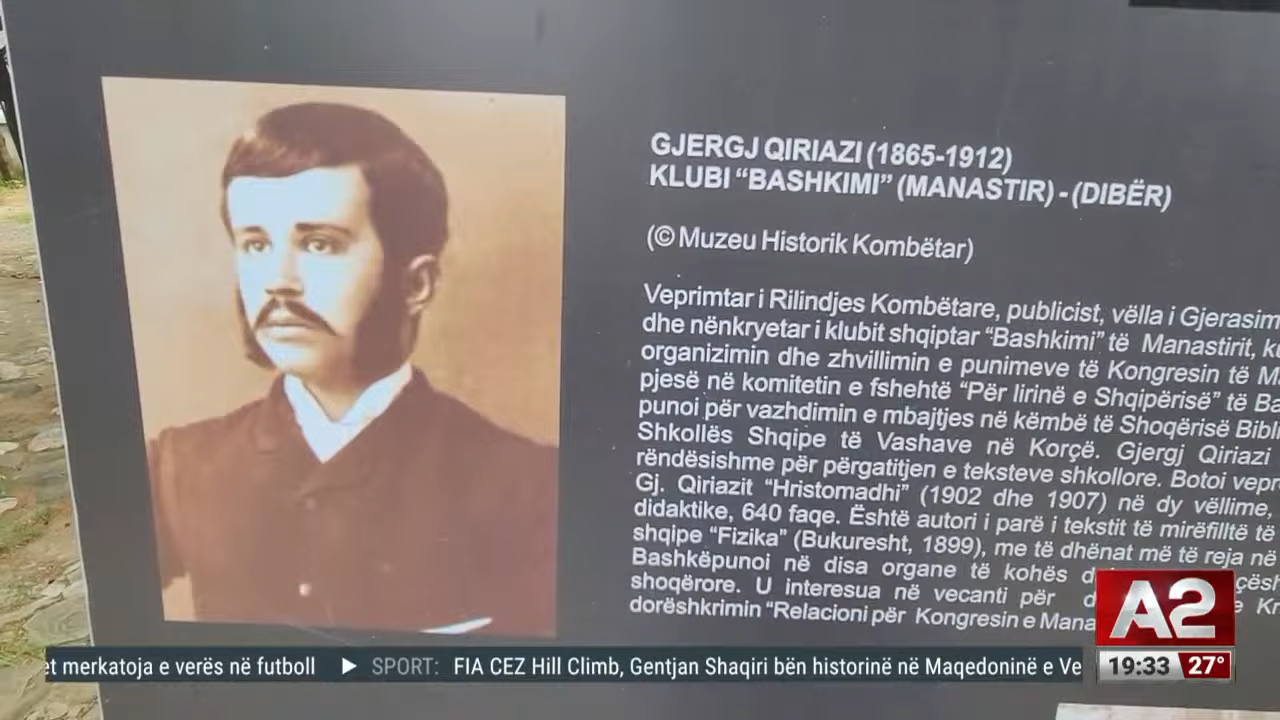 GJERGJ QIRIAZI (1865-1912)
KLUBI “BASHKIMI” (MANASTIR) - (DIBËR)
(© Muzeu Historik Kombëtar)
Veprimtar i Rilindjes Kombëtare, publicist, vëlla i Gjerasim
dhe nënkryetar i klubit shqiptar “Bashkimi” të Manastirit,
organizimin dhe zhvillimin e punimeve të Kongresin të
pjesë në komitetin e fshehtë “Për lirinë e Shqipërisë” të
punoi për vazhdimin e mbajtjes në këmbë të Shoqërisë
Shkollës Shqipe të Vashave në Korçë. Gjergj Qiriazi
rëndësishme për përgatitjen e teksteve shkollore. Botoi
Gj. Qiriazit “Hristomadhi” (1902 dhe 1907) në dy vëllime,
didaktike, 640 faqe. Është autori i parë i tekstit të mirëfilltë të
shqipe “Fizika” (Bukuresht, 1899), me të dhënat më të reja në
Bashkëpunoi në disa organe të kohës
shoqërore. U interesua në vecanti për
dorëshkrimin “Relacioni për Kongresin e
A2
19:33 27°
et merkatoja e verës në futboll ▶ SPORT: FIA CEZ Hill Climb, Gentjan Shaqiri bën historinë në Maqedoninë e Ve